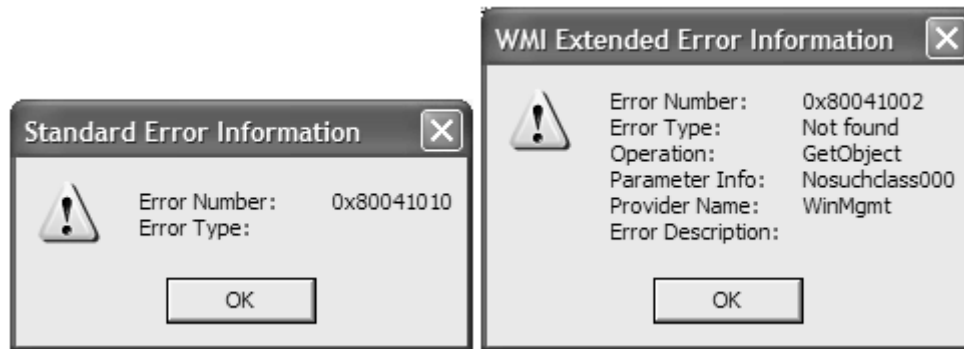 Standard Error Information
Error Number: 0x80041010
Error Type:
OK
WMI Extended Error Information
Error Number: 0x80041002
Error Type: Not found
Operation: GetObject
Parameter Info: Nosuchclass000
Provider Name: WinMgmt
Error Description:
OK